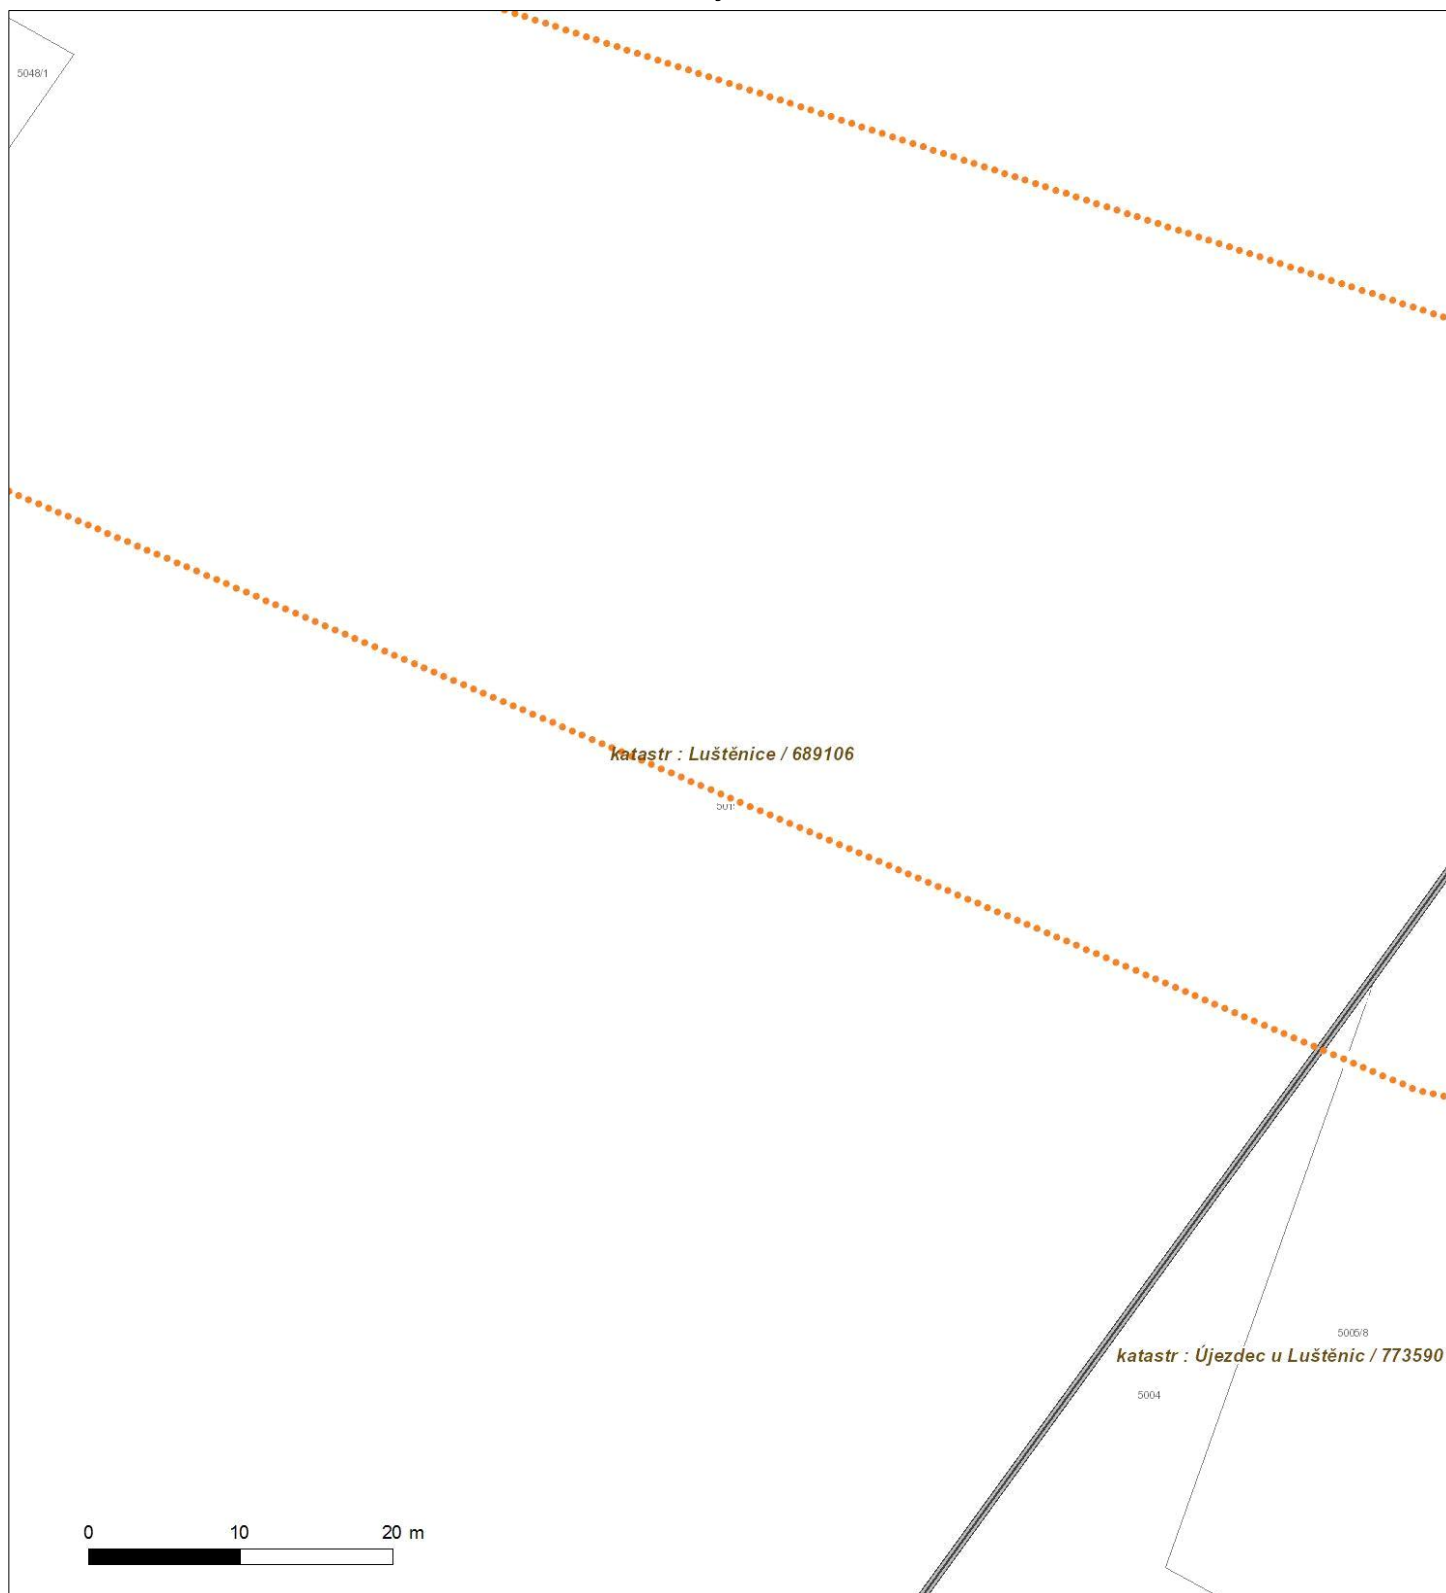 5048/1
katastr : Luštěnice / 689106
5005/8
katastr : Újezdec u Luštěnic / 773590
5004
0 10 20 m